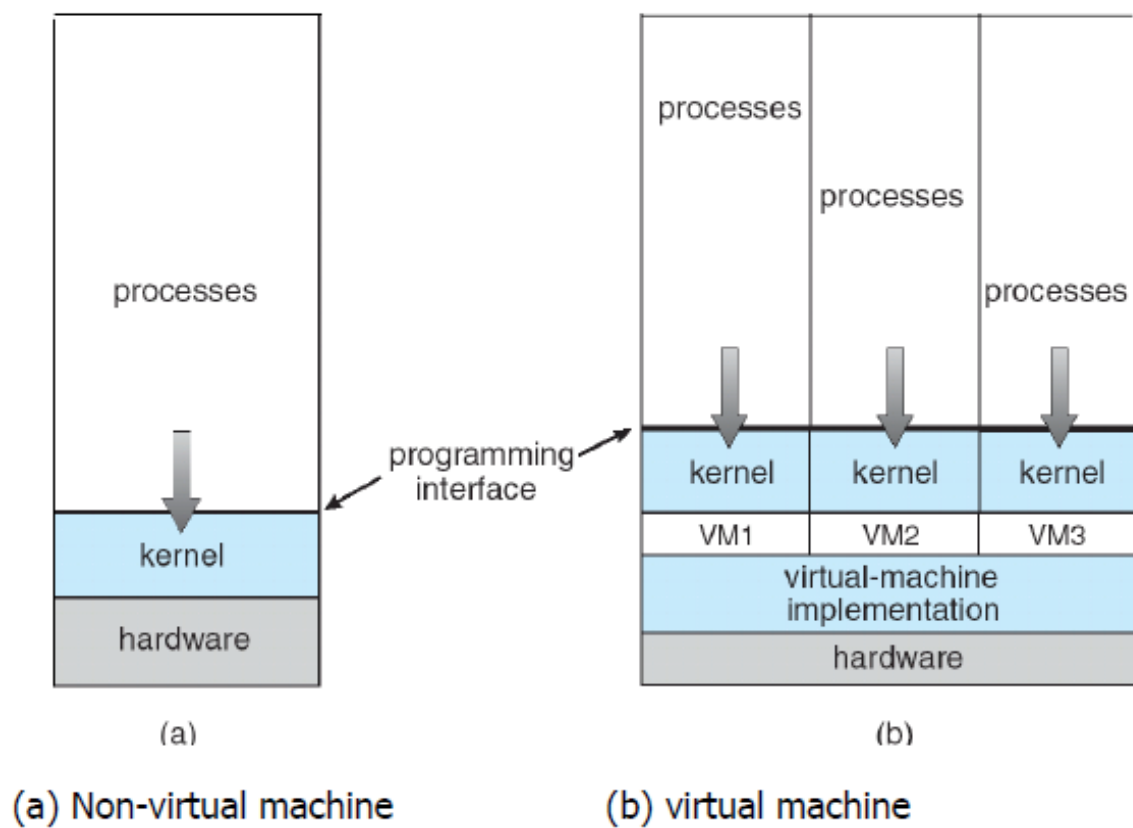 processes
kernel
hardware
(a)
programming
interface
processes
processes
processes
kernel kernel kernel
VM1 VM2 VM3
virtual-machine
implementation
hardware
(b)
(a) Non-virtual machine
(b) virtual machine